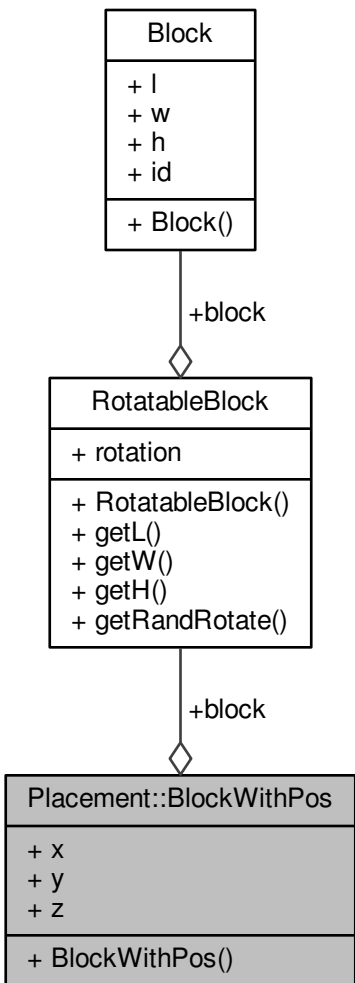 Block
+ l
+ w
+ h
+ id
+ Block()
+block
RotatableBlock
+ rotation
+ RotatableBlock()
+ getL()
+ getW()
+ getH()
+ getRandRotate()
+block
Placement::BlockWithPos
+ x
+ y
+ z
+ BlockWithPos()